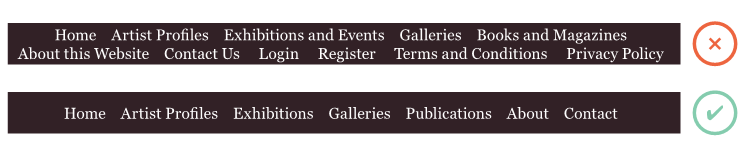 Home Artist Profiles Exhibitions and Events Galleries Books and Magazines
About this Website Contact Us Login Register Terms and Conditions Privacy Policy
Home Artist Profiles Exhibitions Galleries Publications About Contact